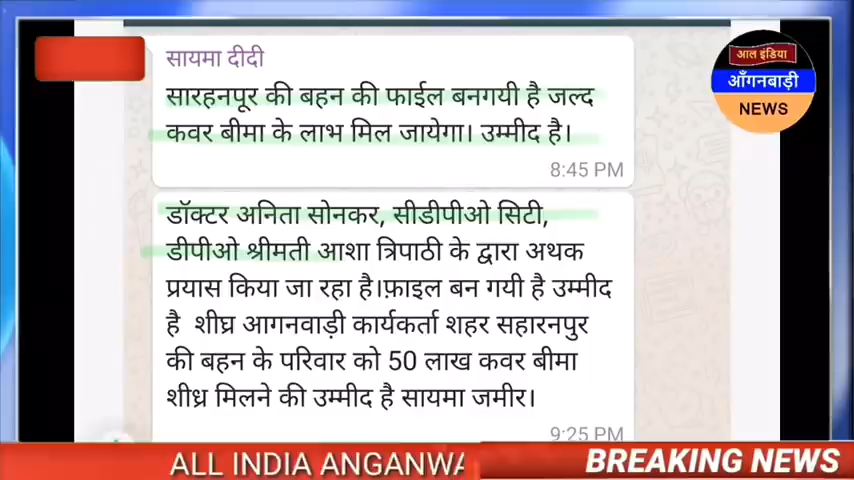 सायमा दीदी
सारहनपूर की बहन की फाईल बनगयी है जल्द
कवर बीमा के लाभ मिल जायेगा। उम्मीद है।
8:45 PM
डॉक्टर अनिता सोनकर, सीडीपीओ सिटी,
डीपीओ श्रीमती आशा त्रिपाठी के द्वारा अथक
प्रयास किया जा रहा है।फ़ाइल बन गयी है उम्मीद
है शीघ्र आगनवाड़ी कार्यकर्ता शहर सहारनपुर
की बहन के परिवार को 50 लाख कवर बीमा
शीध्र मिलने की उम्मीद है सायमा जमीर।
9:25 PM
आल इंडिया
आँगनबाड़ी
NEWS
ALL INDIA ANGANWA
BREAKING NEWS